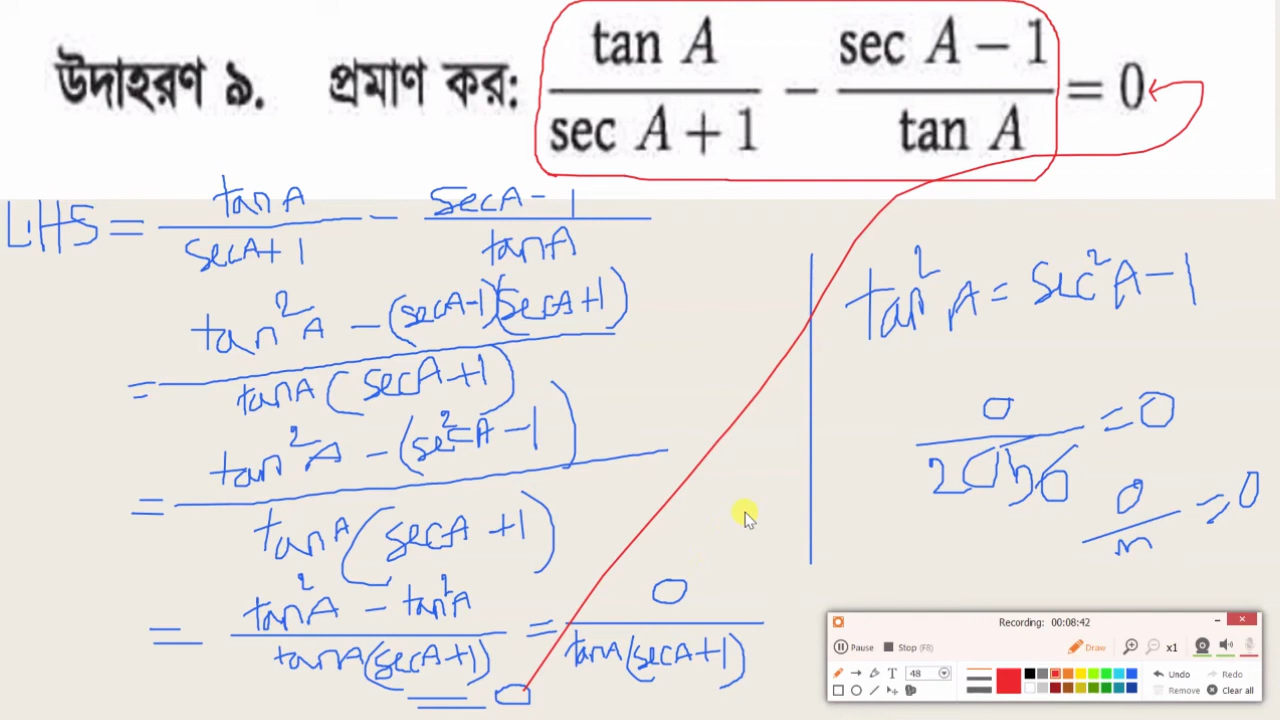 উদাহরণ ৯. প্রমাণ কর: tan A / sec A + 1 − sec A − 1 / tan A = 0
LHS = tanA / secA+1 − secA−1 / tanA
= tan²A − (secA−1)(secA+1) / tanA(secA+1)
= tan²A − (sec²A−1) / tanA(secA+1)
= tan²A − tan²A / tanA(secA+1) = 0 / tanA(secA+1)
= 0
tan²A = sec²A−1
0 / = 0
0 / m = 0
Recording: 00:08:42
Pause Stop (F8) Draw x1
T 48 Undo Redo
Remove Clear all